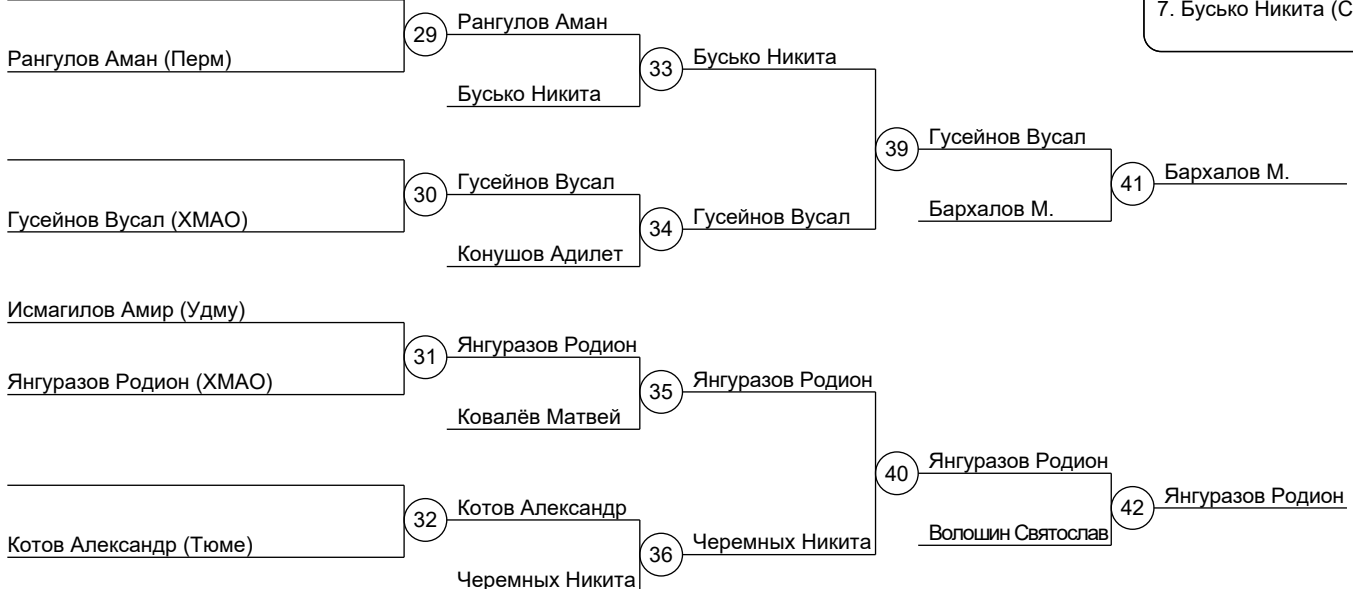 7. Бусько Никита (С
Рангулов Аман
29
Рангулов Аман (Перм)
Бусько Никита
33
Бусько Никита
39
Гусейнов Вусал
41
Бархалов М.
Гусейнов Вусал
30
Гусейнов Вусал (ХМАО)
Гусейнов Вусал
34
Бархалов М.
Конушов Адилет
Исмагилов Амир (Удму)
31
Янгуразов Родион
Янгуразов Родион (ХМАО)
35
Янгуразов Родион
Ковалёв Матвей
40
Янгуразов Родион
42
Янгуразов Родион
32
Котов Александр
Котов Александр (Тюме)
36
Черемных Никита
Волошин Святослав
Черемных Никита